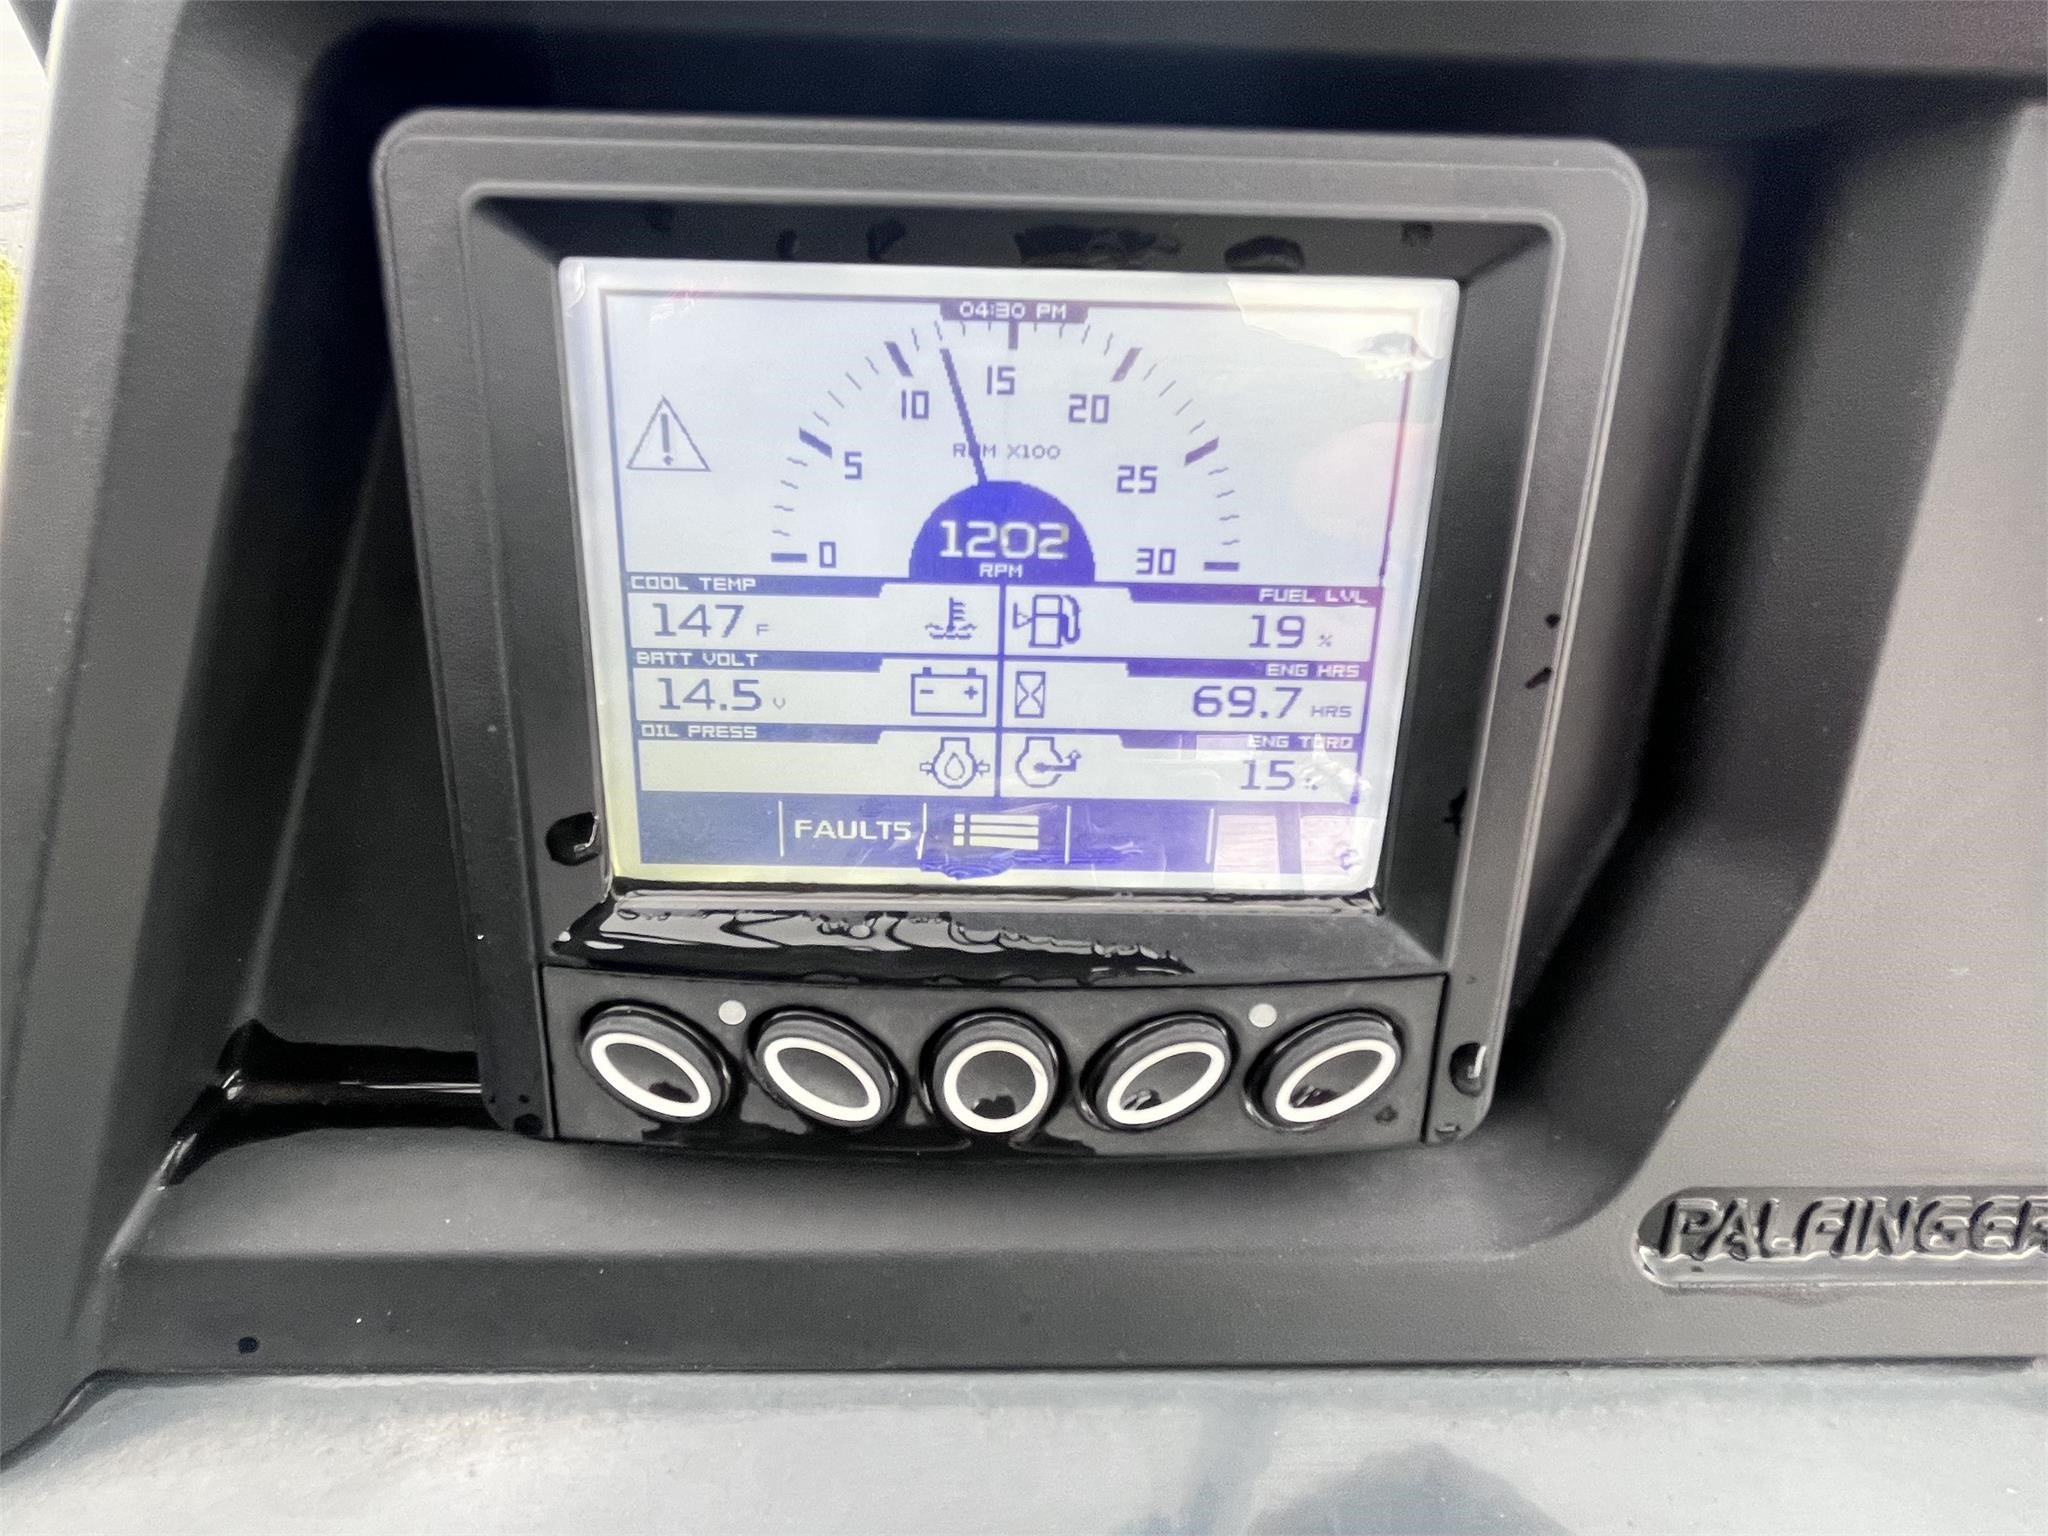 04:30 PM
0 5 10 15 20 25 30
RPM X100
1202
RPM
COOL TEMP
147 F
FUEL LVL
19 %
BATT VOLT
14.5 V
ENG HRS
69.7 HRS
OIL PRESS
ENG TORQ
15 %
FAULTS
PALFINGER